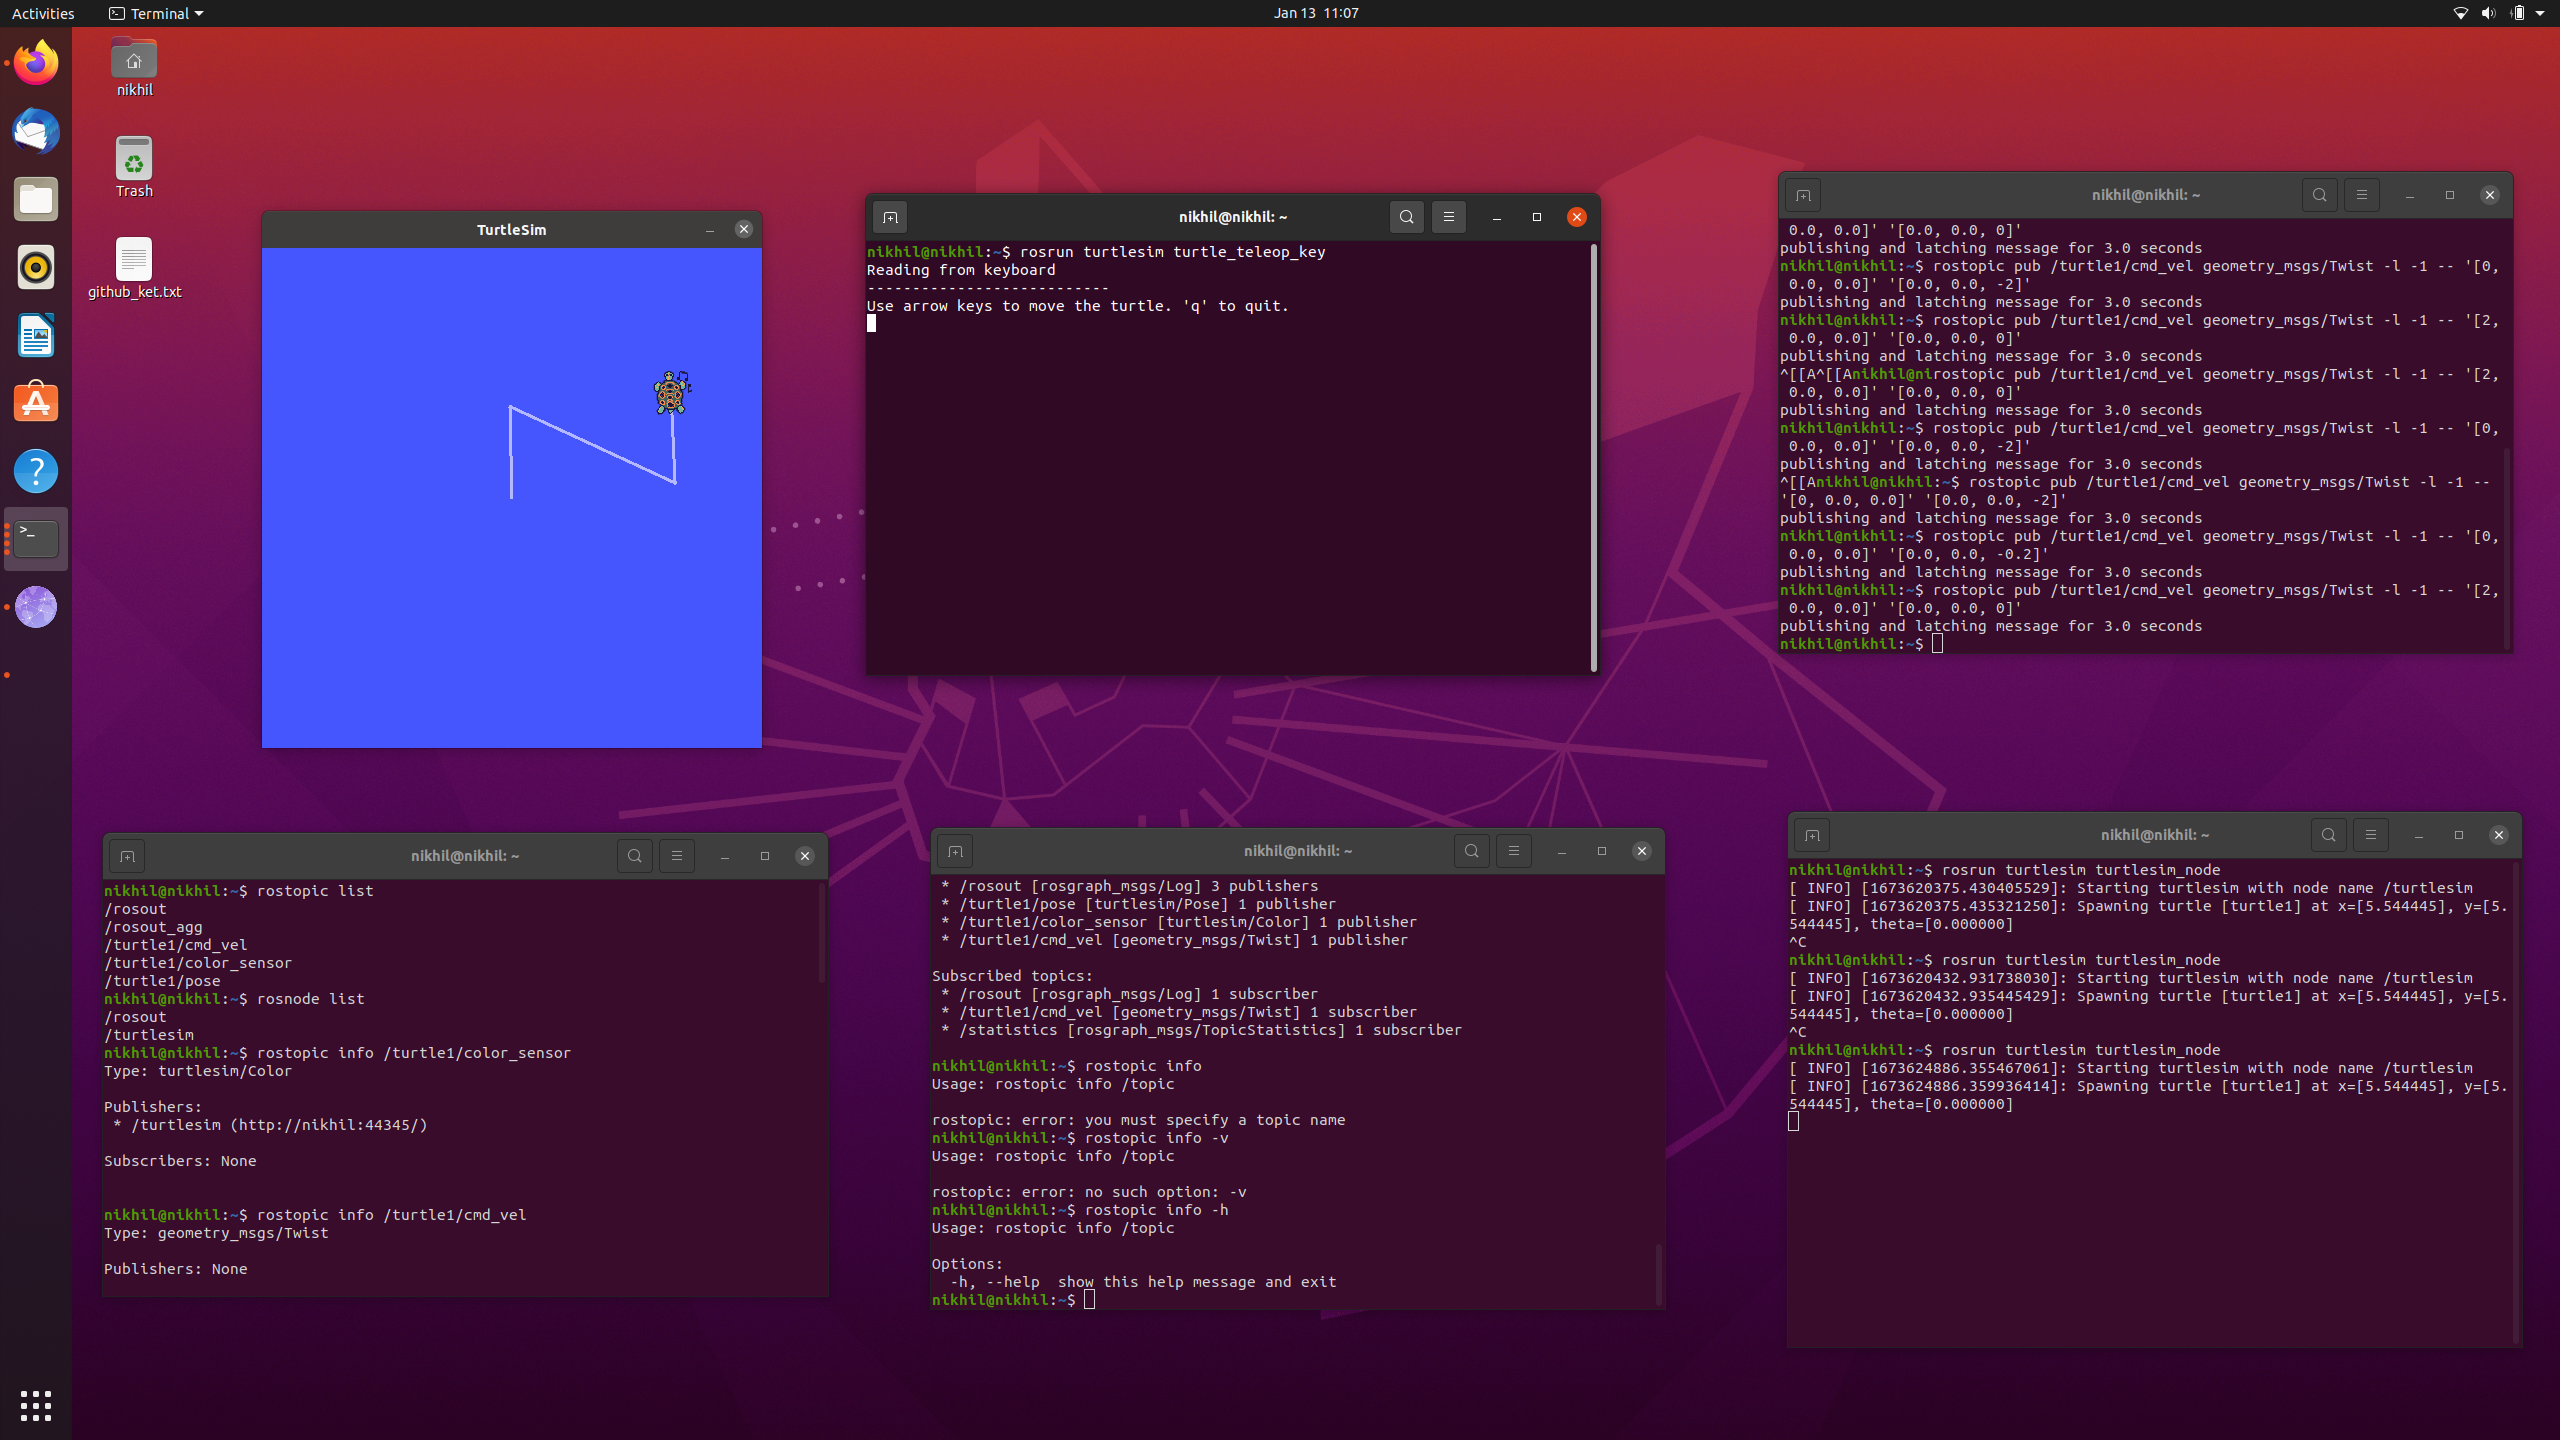 Activities
Terminal
Jan 13 11:07
nikhil
Trash
github_ket.txt
TurtleSim
nikhil@nikhil: ~
nikhil@nikhil:~$ rosrun turtlesim turtle_teleop_key
Reading from keyboard
---------------------------
Use arrow keys to move the turtle. 'q' to quit.
nikhil@nikhil: ~
0.0, 0.0]' '[0.0, 0.0, 0]'
publishing and latching message for 3.0 seconds
nikhil@nikhil:~$ rostopic pub /turtle1/cmd_vel geometry_msgs/Twist -l -1 -- '[0,
0.0, 0.0]' '[0.0, 0.0, -2]'
publishing and latching message for 3.0 seconds
nikhil@nikhil:~$ rostopic pub /turtle1/cmd_vel geometry_msgs/Twist -l -1 -- '[2,
0.0, 0.0]' '[0.0, 0.0, 0]'
publishing and latching message for 3.0 seconds
^[[A^[[Anikhil@nirostopic pub /turtle1/cmd_vel geometry_msgs/Twist -l -1 -- '[2,
0.0, 0.0]' '[0.0, 0.0, 0]'
publishing and latching message for 3.0 seconds
nikhil@nikhil:~$ rostopic pub /turtle1/cmd_vel geometry_msgs/Twist -l -1 -- '[0,
0.0, 0.0]' '[0.0, 0.0, -2]'
publishing and latching message for 3.0 seconds
^[[Anikhil@nikhil:~$ rostopic pub /turtle1/cmd_vel geometry_msgs/Twist -l -1 --
'[0, 0.0, 0.0]' '[0.0, 0.0, -2]'
publishing and latching message for 3.0 seconds
nikhil@nikhil:~$ rostopic pub /turtle1/cmd_vel geometry_msgs/Twist -l -1 -- '[0,
0.0, 0.0]' '[0.0, 0.0, -0.2]'
publishing and latching message for 3.0 seconds
nikhil@nikhil:~$ rostopic pub /turtle1/cmd_vel geometry_msgs/Twist -l -1 -- '[2,
0.0, 0.0]' '[0.0, 0.0, 0]'
publishing and latching message for 3.0 seconds
nikhil@nikhil:~$
nikhil@nikhil: ~
nikhil@nikhil:~$ rostopic list
/rosout
/rosout_agg
/turtle1/cmd_vel
/turtle1/color_sensor
/turtle1/pose
nikhil@nikhil:~$ rosnode list
/rosout
/turtlesim
nikhil@nikhil:~$ rostopic info /turtle1/color_sensor
Type: turtlesim/Color
Publishers:
* /turtlesim (http://nikhil:44345/)
Subscribers: None
nikhil@nikhil:~$ rostopic info /turtle1/cmd_vel
Type: geometry_msgs/Twist
Publishers: None
nikhil@nikhil: ~
* /rosout [rosgraph_msgs/Log] 3 publishers
* /turtle1/pose [turtlesim/Pose] 1 publisher
* /turtle1/color_sensor [turtlesim/Color] 1 publisher
* /turtle1/cmd_vel [geometry_msgs/Twist] 1 publisher
Subscribed topics:
* /rosout [rosgraph_msgs/Log] 1 subscriber
* /turtle1/cmd_vel [geometry_msgs/Twist] 1 subscriber
* /statistics [rosgraph_msgs/TopicStatistics] 1 subscriber
nikhil@nikhil:~$ rostopic info
Usage: rostopic info /topic
rostopic: error: you must specify a topic name
nikhil@nikhil:~$ rostopic info -v
Usage: rostopic info /topic
rostopic: error: no such option: -v
nikhil@nikhil:~$ rostopic info -h
Usage: rostopic info /topic
Options:
-h, --help  show this help message and exit
nikhil@nikhil:~$
nikhil@nikhil: ~
nikhil@nikhil:~$ rosrun turtlesim turtlesim_node
[ INFO] [1673620375.430405529]: Starting turtlesim with node name /turtlesim
[ INFO] [1673620375.435321250]: Spawning turtle [turtle1] at x=[5.544445], y=[5.
544445], theta=[0.000000]
^C
nikhil@nikhil:~$ rosrun turtlesim turtlesim_node
[ INFO] [1673620432.931738030]: Starting turtlesim with node name /turtlesim
[ INFO] [1673620432.935445429]: Spawning turtle [turtle1] at x=[5.544445], y=[5.
544445], theta=[0.000000]
^C
nikhil@nikhil:~$ rosrun turtlesim turtlesim_node
[ INFO] [1673624886.355467061]: Starting turtlesim with node name /turtlesim
[ INFO] [1673624886.359936414]: Spawning turtle [turtle1] at x=[5.544445], y=[5.
544445], theta=[0.000000]